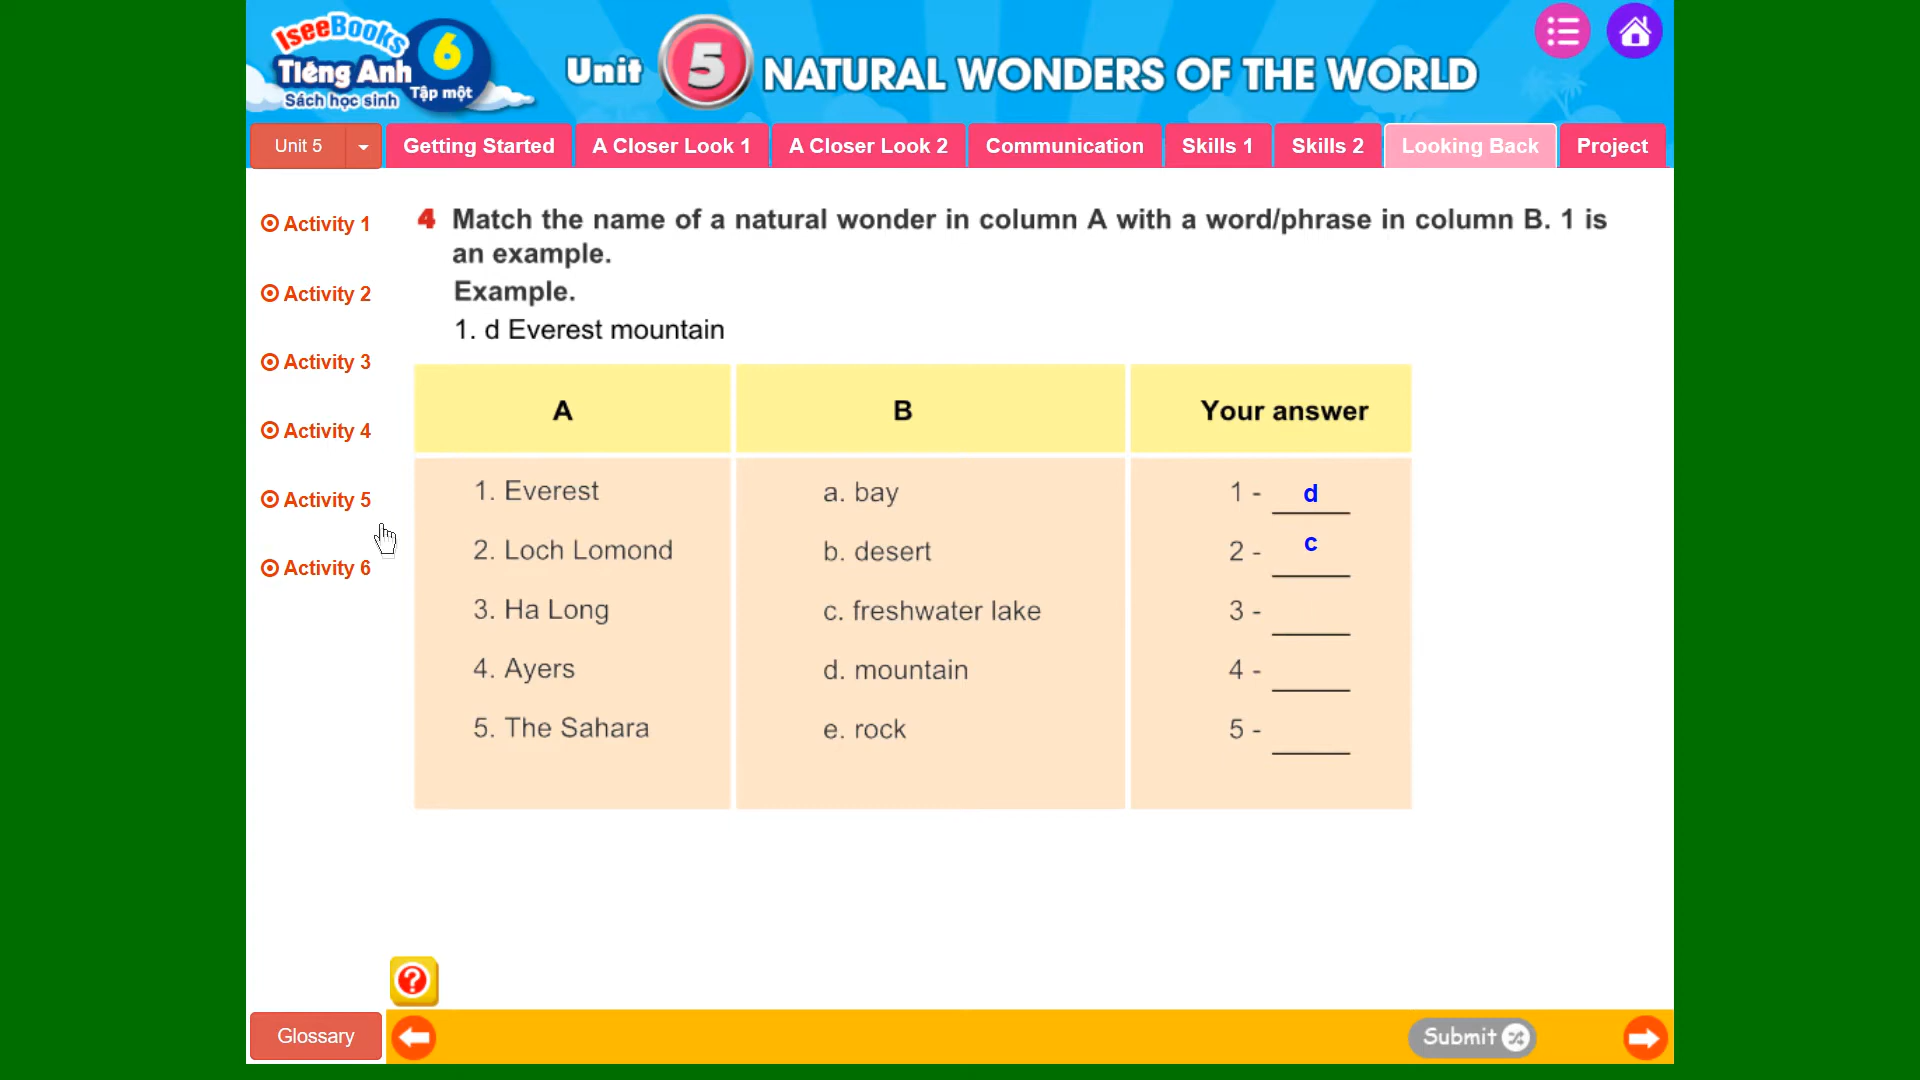 IseeBooks
Tiếng Anh 6
Sách học sinh Tập một
Unit 5 NATURAL WONDERS OF THE WORLD
Unit 5
Getting Started
A Closer Look 1
A Closer Look 2
Communication
Skills 1
Skills 2
Looking Back
Project
Activity 1
Activity 2
Activity 3
Activity 4
Activity 5
Activity 6
4 Match the name of a natural wonder in column A with a word/phrase in column B. 1 is
an example.
Example.
1. d Everest mountain
A B Your answer
1. Everest a. bay 1 - d
2. Loch Lomond b. desert 2 - c
3. Ha Long c. freshwater lake 3 -
4. Ayers d. mountain 4 -
5. The Sahara e. rock 5 -
?
Glossary
Submit